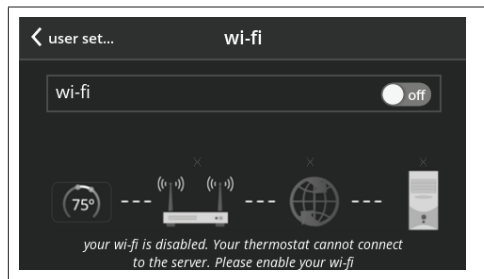 user set...
wi-fi
wi-fi
off
75°
your wi-fi is disabled. Your thermostat cannot connect
to the server. Please enable your wi-fi